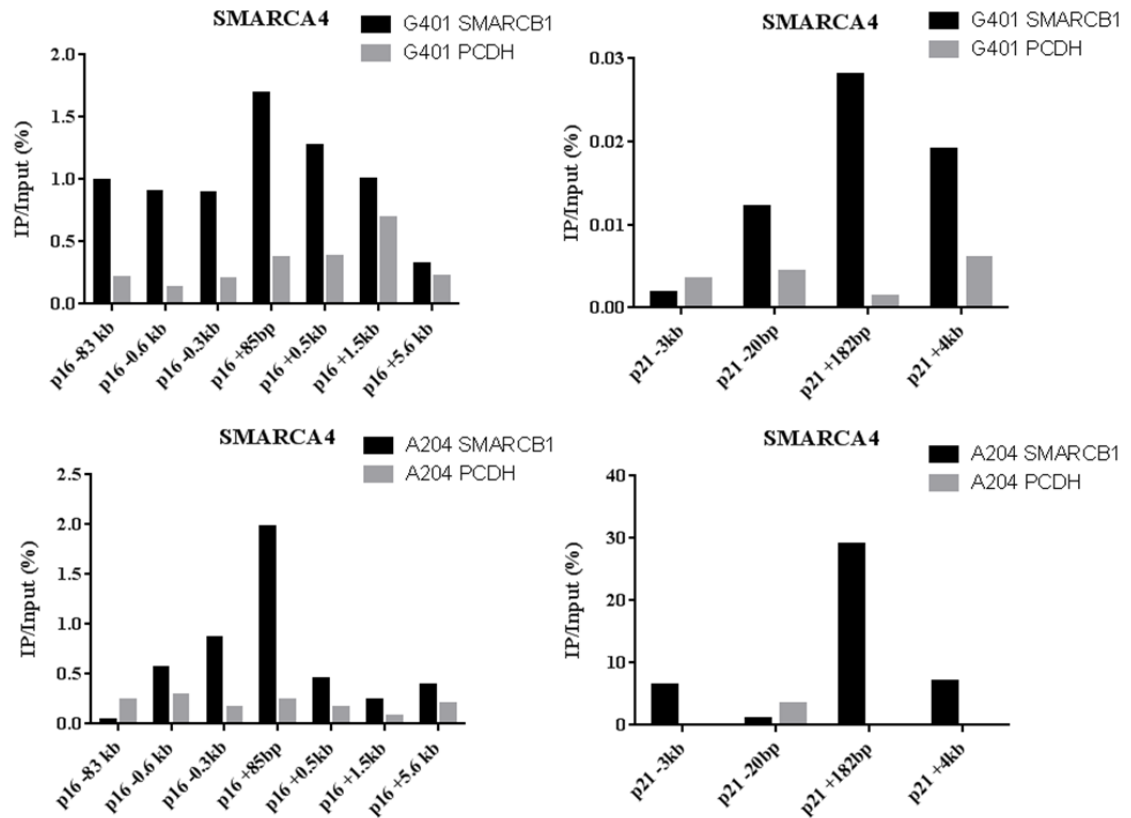 SMARCA4
G401 SMARCB1
G401 PCDH
IP/Input (%)
2.0
1.5
1.0
0.5
0.0
p16 -83 kb
p16 -0.6 kb
p16 -0.3kb
p16 +85bp
p16 +0.5kb
p16 +1.5kb
p16 +5.6 kb
SMARCA4
G401 SMARCB1
G401 PCDH
IP/Input (%)
0.03
0.02
0.01
0.00
p21 -3kb
p21 -20bp
p21 +182bp
p21 +4kb
SMARCA4
A204 SMARCB1
A204 PCDH
IP/Input (%)
2.5
2.0
1.5
1.0
0.5
0.0
p16 -83 kb
p16 -0.6 kb
p16 -0.3kb
p16 +85bp
p16 +0.5kb
p16 +1.5kb
p16 +5.6 kb
SMARCA4
A204 SMARCB1
A204 PCDH
IP/Input (%)
40
30
20
10
0
p21 -3kb
p21 -20bp
p21 +182bp
p21 +4kb